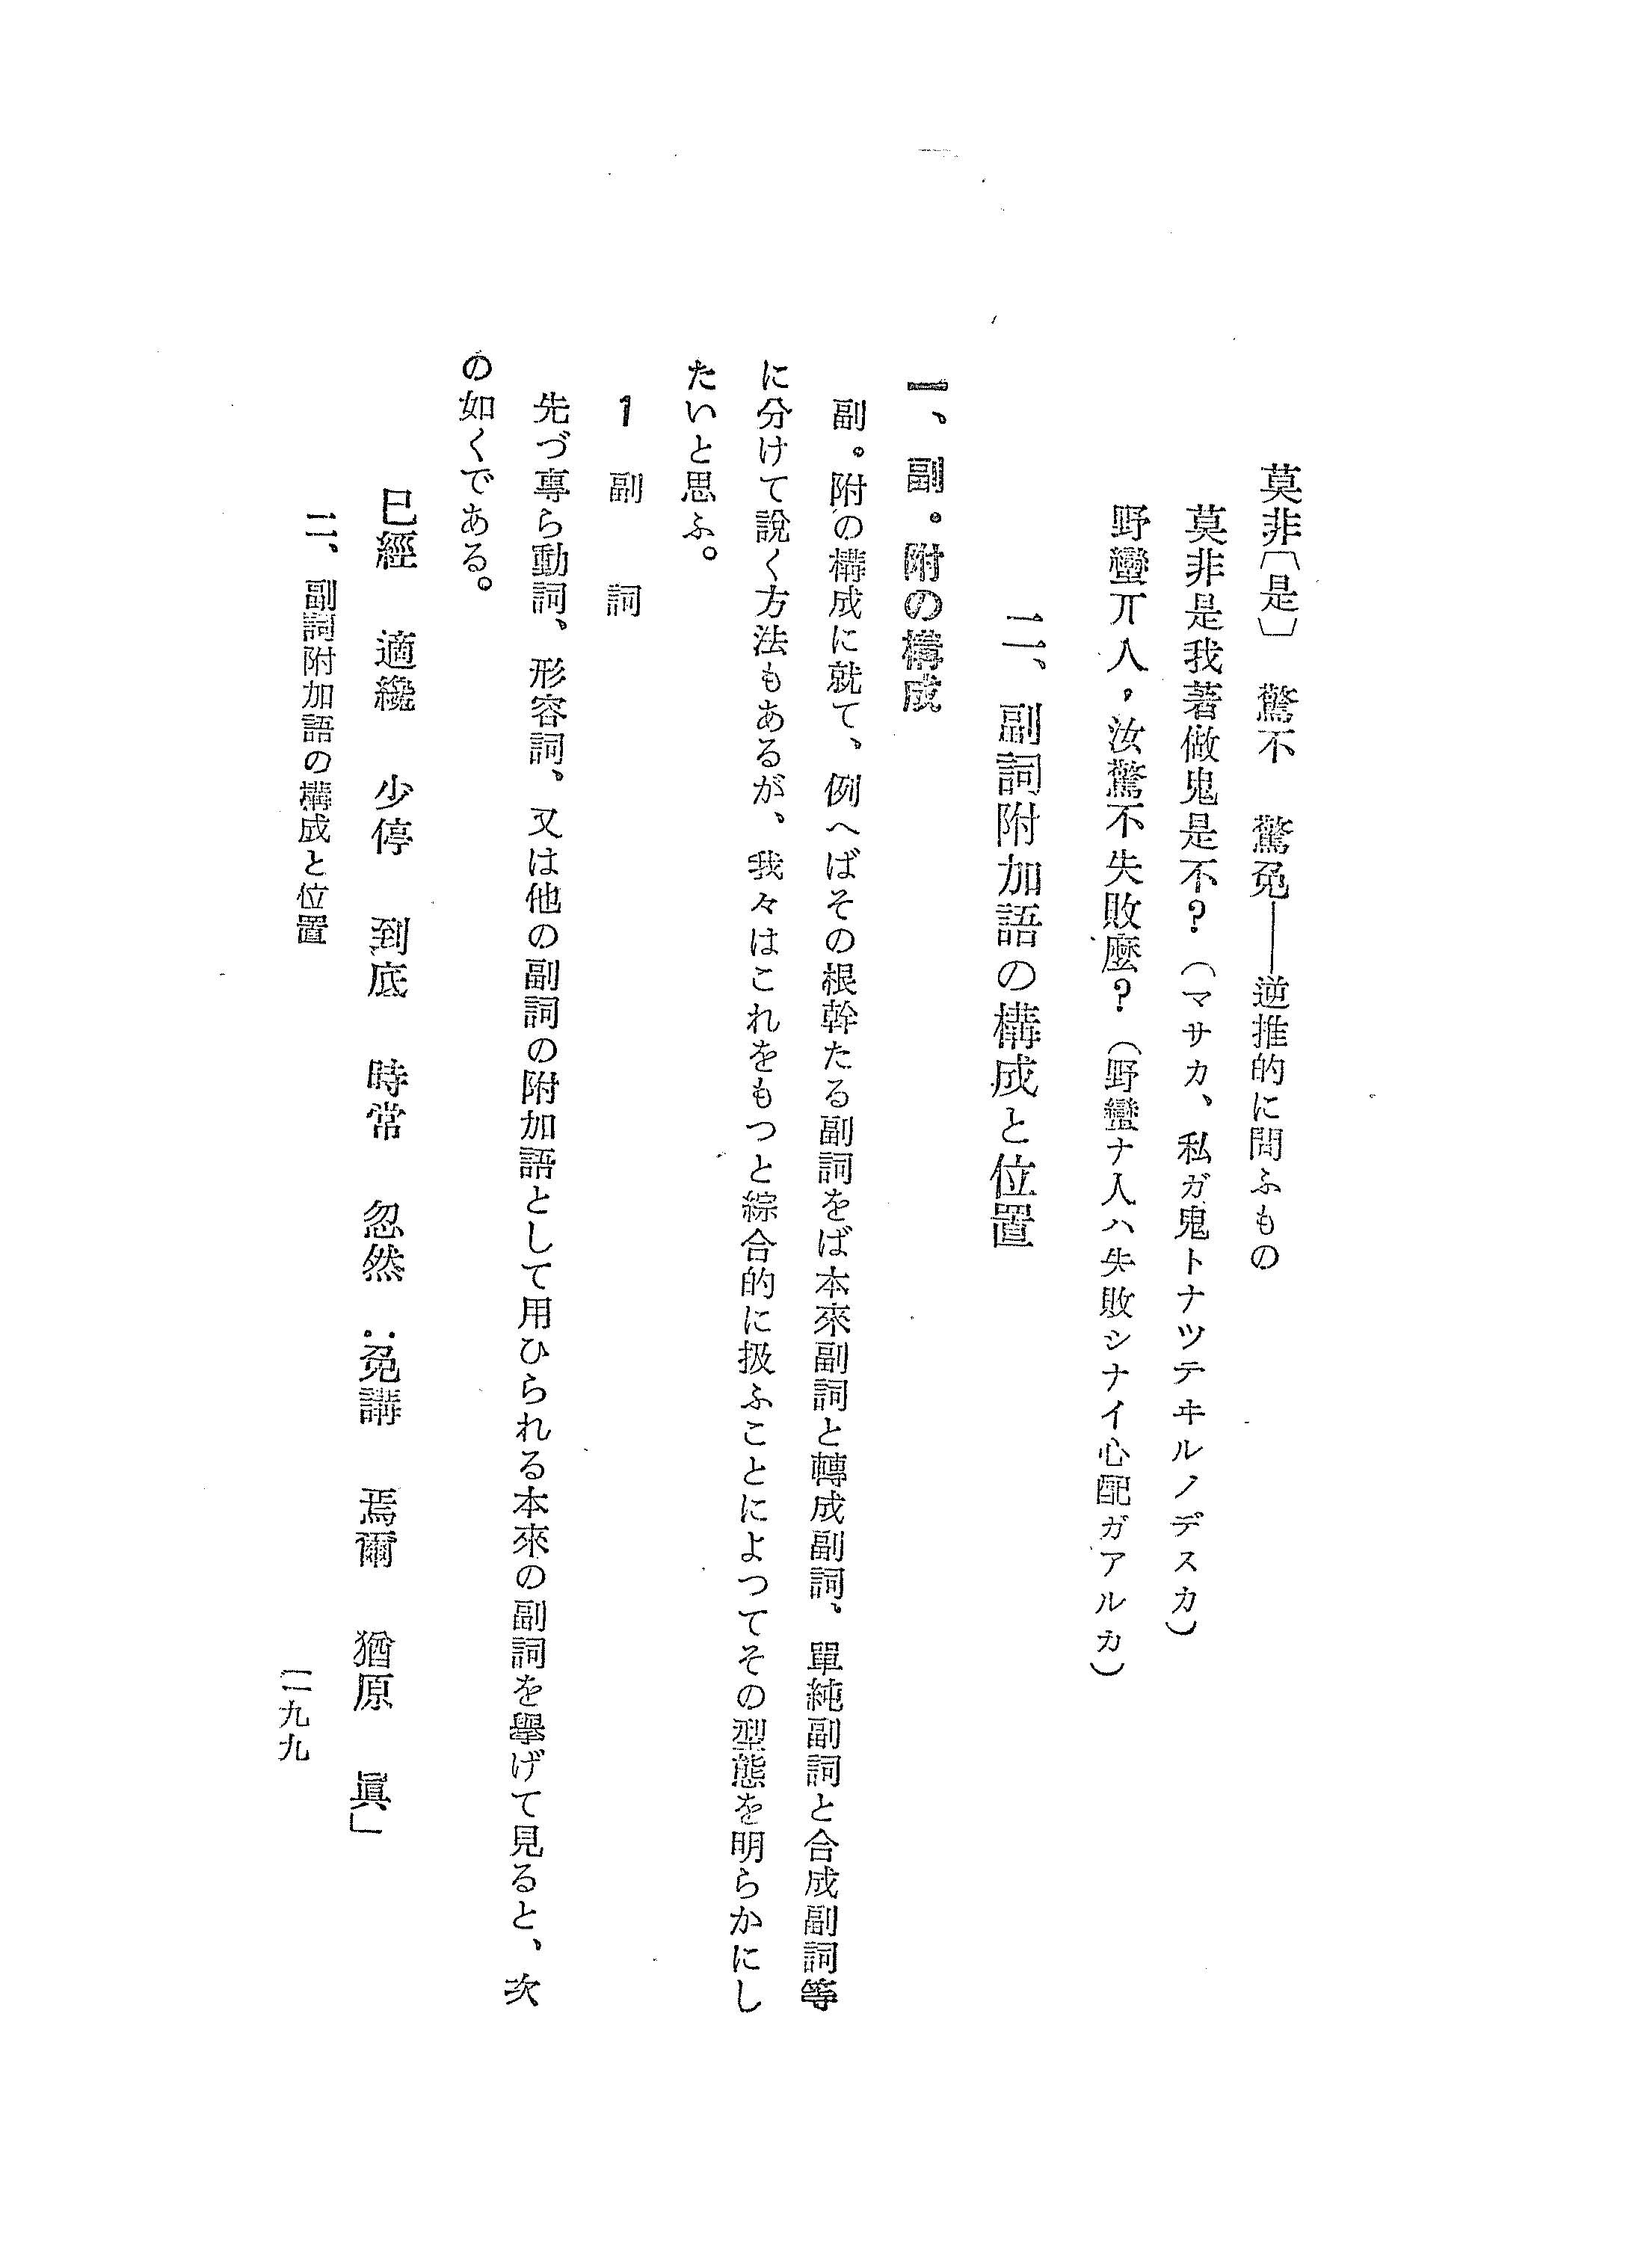 莫非〔是〕　驚不　驚免――逆推的に問ふもの
莫非是我著做鬼是不?（マサカ、私ガ鬼トナツテヰルノデスカ）
野蠻丌人，汝驚不失敗麽?（野蠻ナ人ハ失敗シナイ心配ガアルカ）
二、副詞附加語の構成と位置
一、副。附の構成
副。附の構成に就て、例へばその根幹たる副詞をば本來副詞と轉成副詞、單純副詞と合成副詞等
に分けて說く方法もあるが、我々はこれをもつと綜合的に扱ふことによつてその型態を明らかにし
たいと思ふ。
1　副　詞
先づ專ら動詞、形容詞、又は他の副詞の附加語として用ひられる本來の副詞を擧げて見ると、次
の如くである。
已經　適纔　少停　到底　時常　忽然　免講　焉爾　猶原　眞」
二、副詞附加語の構成と位置
一九九